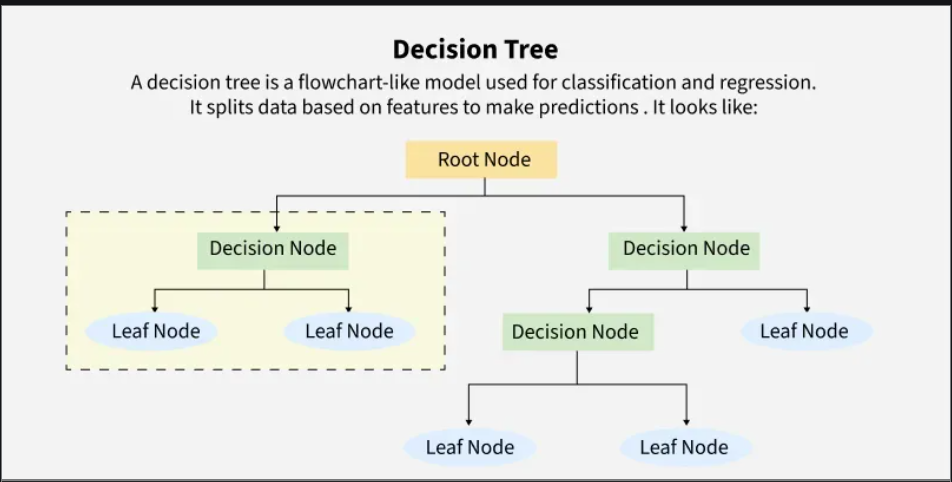 Decision Tree
A decision tree is a flowchart-like model used for classification and regression.
It splits data based on features to make predictions . It looks like:
Root Node
Decision Node
Decision Node
Leaf Node
Leaf Node
Decision Node
Leaf Node
Leaf Node
Leaf Node